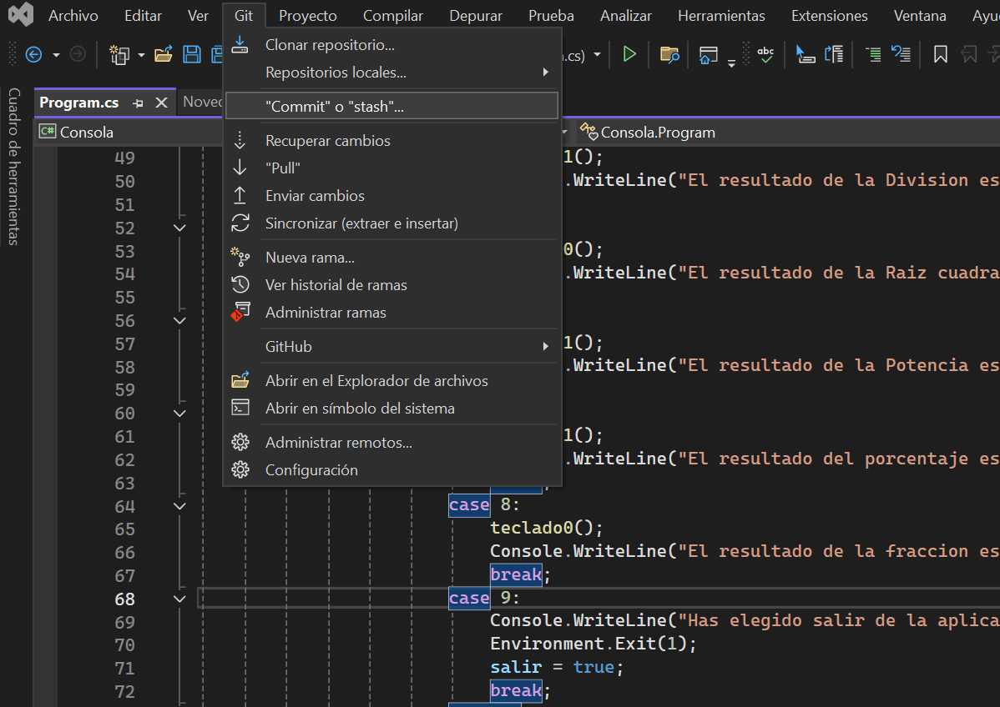 Archivo Editar Ver Git Proyecto Compilar Depurar Prueba Analizar Herramientas Extensiones Ventana Ayu
.cs)
abc
Cuadro de herramientas
Program.cs Noved
C# Consola
Consola.Program
Clonar repositorio...
Repositorios locales...
"Commit" o "stash"...
Recuperar cambios
"Pull"
Enviar cambios
Sincronizar (extraer e insertar)
Nueva rama...
Ver historial de ramas
Administrar ramas
GitHub
Abrir en el Explorador de archivos
Abrir en símbolo del sistema
Administrar remotos...
Configuración
49 1();
50 .WriteLine("El resultado de la Division es
51
52
53 0();
54 .WriteLine("El resultado de la Raiz cuadra
55
56
57 1();
58 .WriteLine("El resultado de la Potencia es
59
60
61 1();
62 .WriteLine("El resultado del porcentaje es
63 ;
64 case 8:
65 teclado0();
66 Console.WriteLine("El resultado de la fraccion es
67 break;
68 case 9:
69 Console.WriteLine("Has elegido salir de la aplica
70 Environment.Exit(1);
71 salir = true;
72 break;